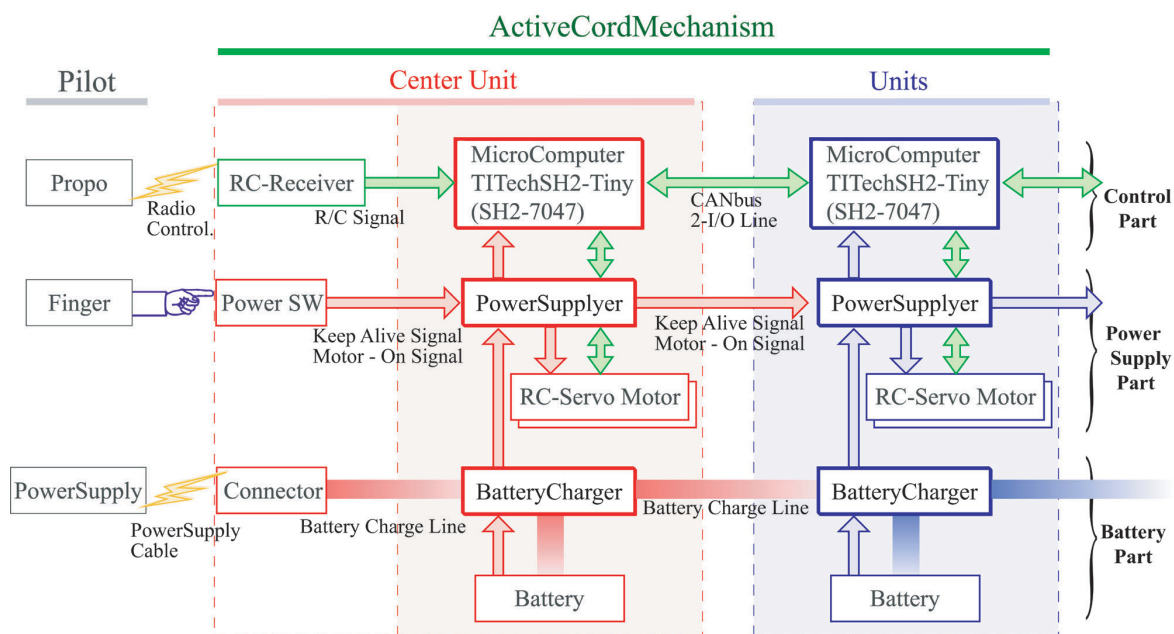 ActiveCordMechanism
Pilot
Center Unit
Units
Propo
Radio
Control.
RC-Receiver
R/C Signal
MicroComputer
TITechSH2-Tiny
(SH2-7047)
CANbus
2-I/O Line
MicroComputer
TITechSH2-Tiny
(SH2-7047)
Control
Part
Finger
Power SW
Keep Alive Signal
Motor - On Signal
PowerSupplyer
Keep Alive Signal
Motor - On Signal
PowerSupplyer
Power
Supply
Part
RC-Servo Motor
RC-Servo Motor
PowerSupply
PowerSupply
Cable
Connector
Battery Charge Line
BatteryCharger
Battery Charge Line
BatteryCharger
Battery
Part
Battery
Battery